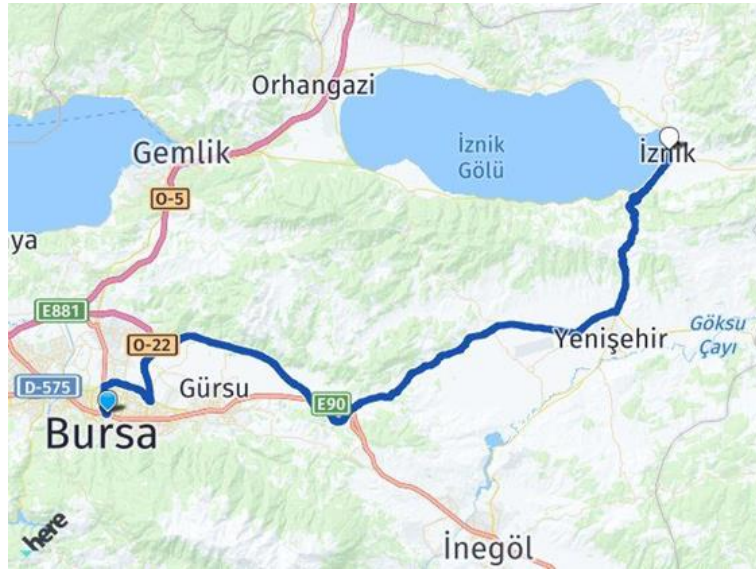 Orhangazi
Gemlik
İznik
Gölü
İznik
O-5
ya
E881
O-22
Yenişehir
Göksu
Çayı
D-575
Gürsu
E90
Bursa
İnegöl
here